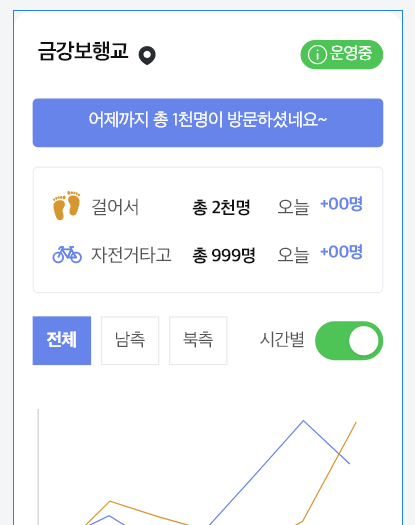 금강보행교
운영중
어제까지 총 1천명이 방문하셨네요~
걸어서 총 2천명 오늘 +00명
자전거타고 총 999명 오늘 +00명
전체 남측 북측 시간별